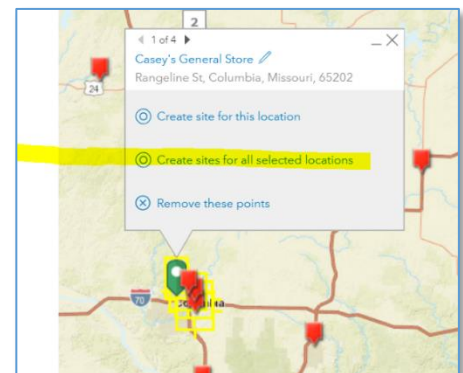 2
1 of 4
Casey's General Store
Rangeline St, Columbia, Missouri, 65202
24
Create site for this location
Create sites for all selected locations
Remove these points
70